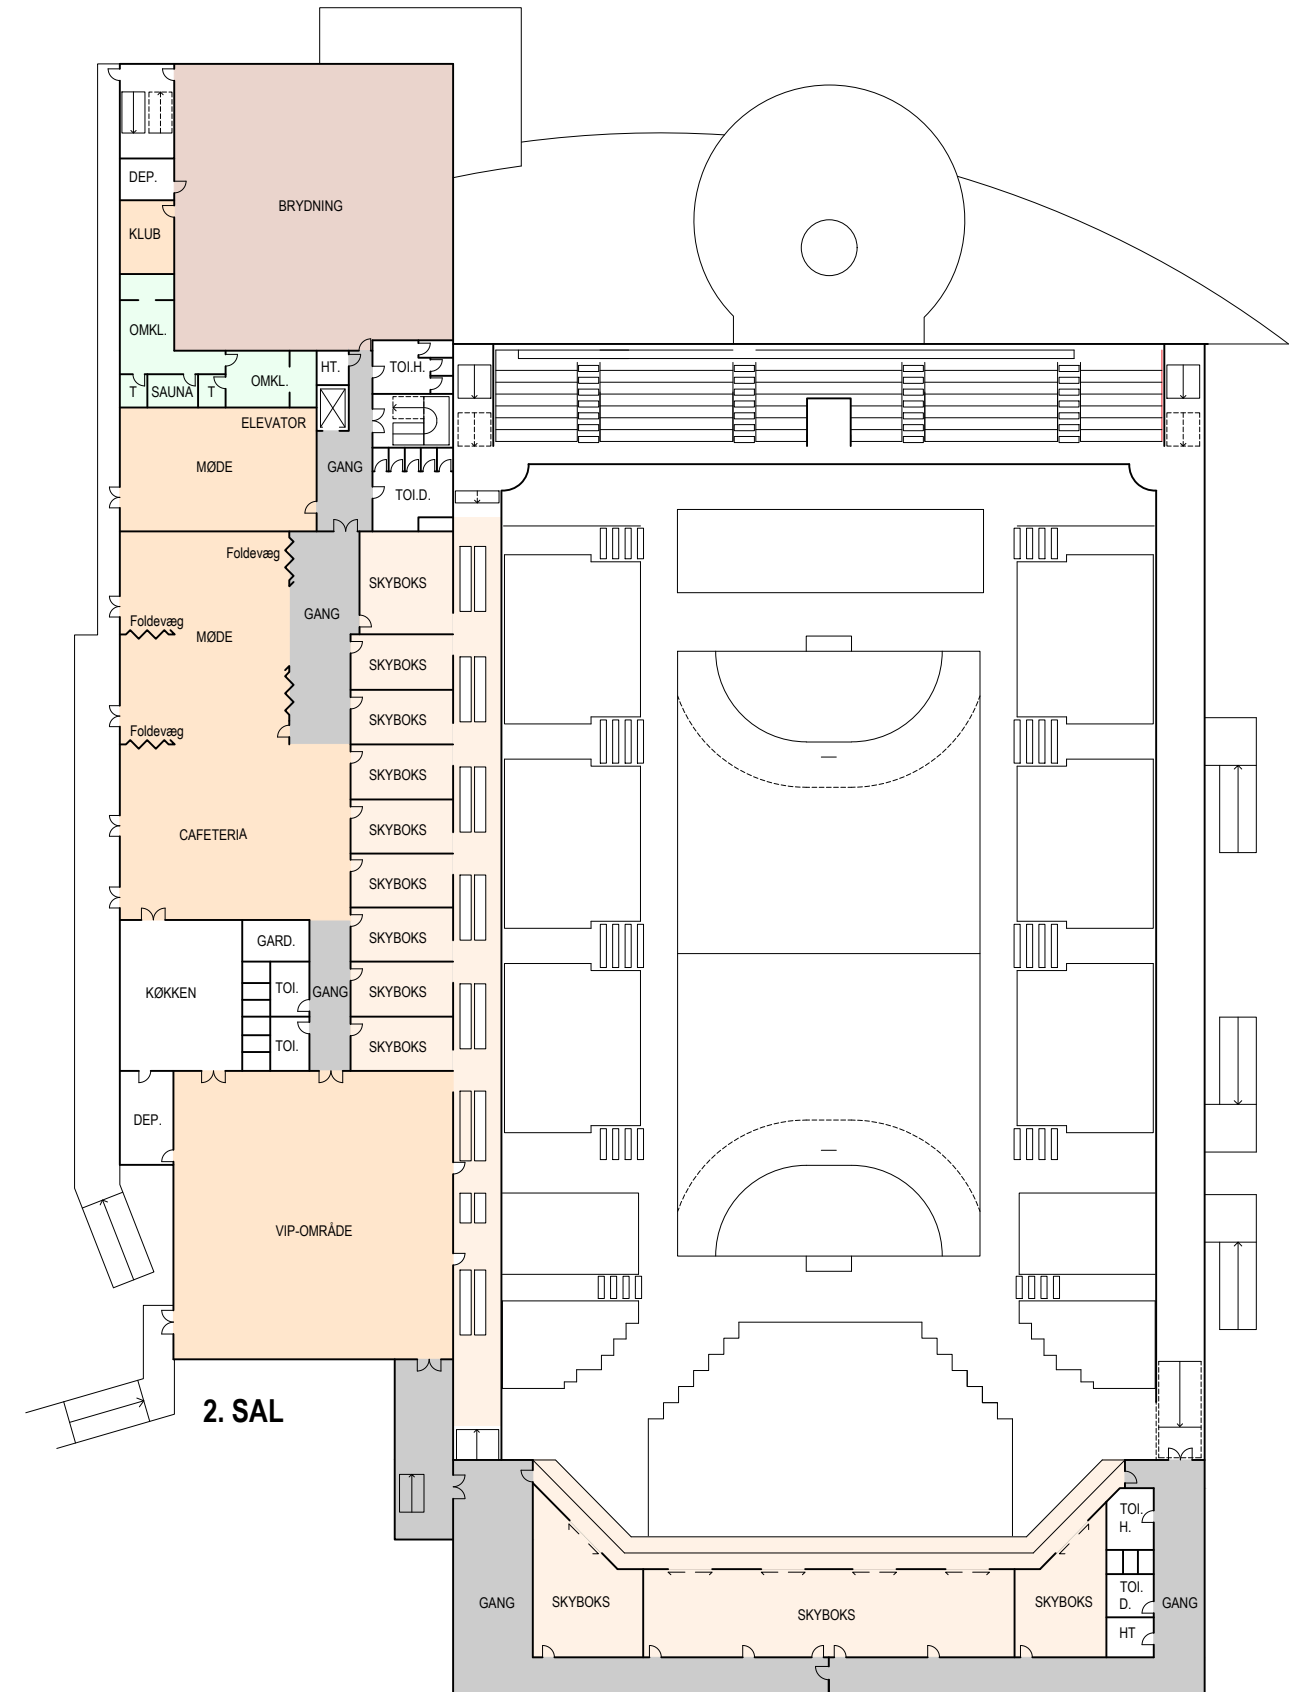 DEP.
BRYDNING
KLUB
OMKL.
HT.
TOI.H.
T
SAUNA
T
OMKL.
ELEVATOR
MØDE
GANG
TOI.D.
Foldevæg
SKYBOKS
GANG
Foldevæg
MØDE
SKYBOKS
SKYBOKS
Foldevæg
SKYBOKS
CAFETERIA
SKYBOKS
SKYBOKS
GARD.
SKYBOKS
KØKKEN
TOI.
GANG
SKYBOKS
TOI.
SKYBOKS
DEP.
VIP-OMRÅDE
2. SAL
TOI.
H.
GANG
SKYBOKS
SKYBOKS
SKYBOKS
TOI.
D.
GANG
HT